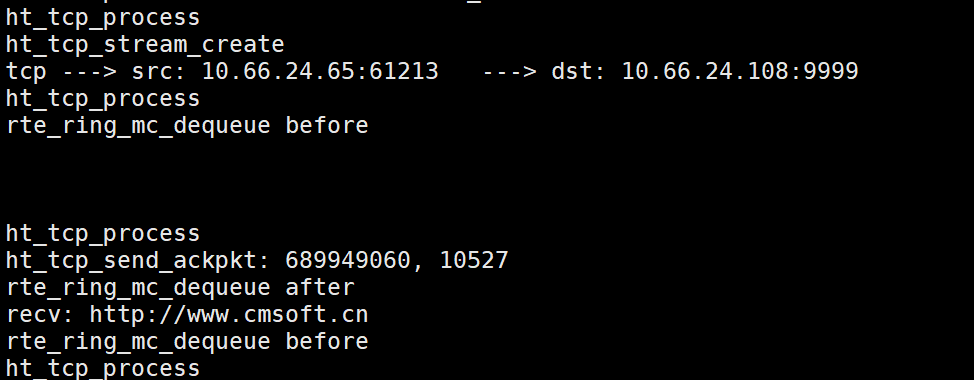 ht_tcp_process
ht_tcp_stream_create
tcp ---> src: 10.66.24.65:61213   ---> dst: 10.66.24.108:9999
ht_tcp_process
rte_ring_mc_dequeue before
ht_tcp_process
ht_tcp_send_ackpkt: 689949060, 10527
rte_ring_mc_dequeue after
recv: http://www.cmsoft.cn
rte_ring_mc_dequeue before
ht_tcp_process